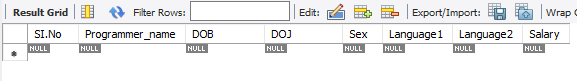 Result Grid Filter Rows: Edit: Export/Import: Wrap C
SI.No Programmer_name DOB DOJ Sex Language1 Language2 Salary
NULL NULL NULL NULL NULL NULL NULL NULL